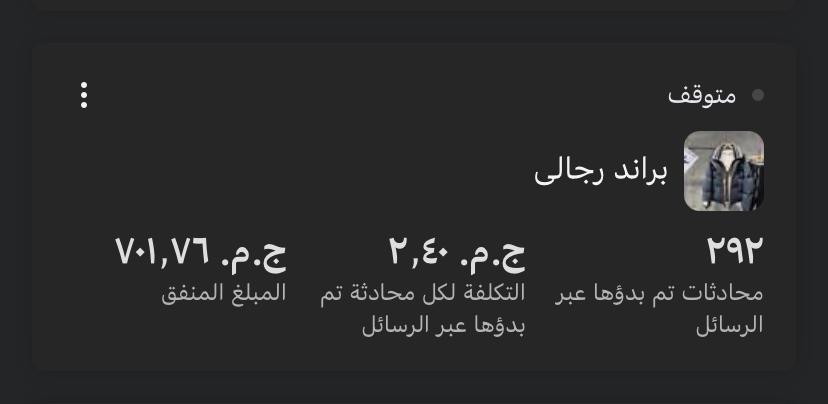 متوقف
براند رجالى
٢٩٢
محادثات تم بدؤها عبر
الرسائل
ج.م. ٢,٤٠
التكلفة لكل محادثة تم
بدؤها عبر الرسائل
ج.م. ٧٠١,٧٦
المبلغ المنفق